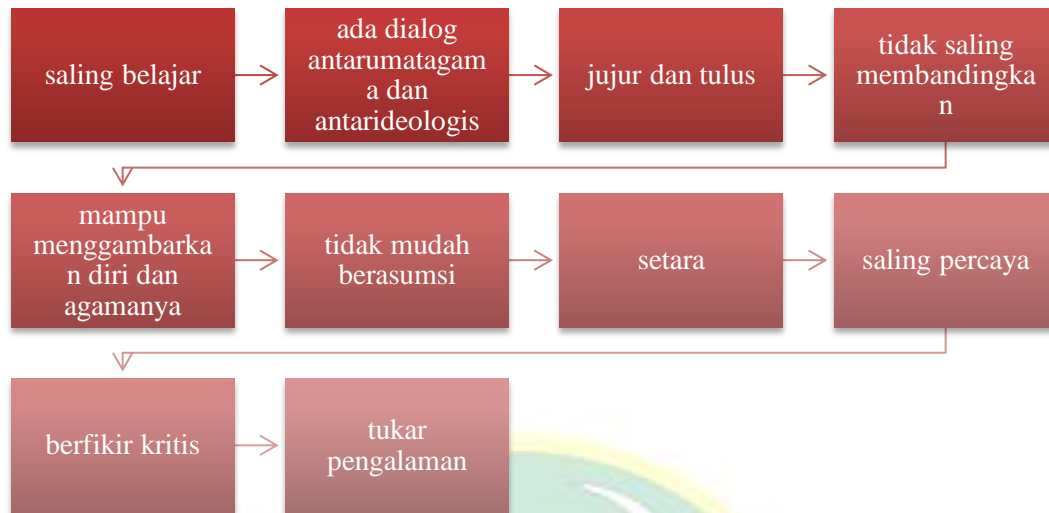 saling belajar
ada dialog
antarumatagam
a dan
antarideologis
jujur dan tulus
tidak saling
membandingka
n
mampu
menggambarka
n diri dan
agamanya
tidak mudah
berasumsi
setara
saling percaya
berfikir kritis
tukar
pengalaman